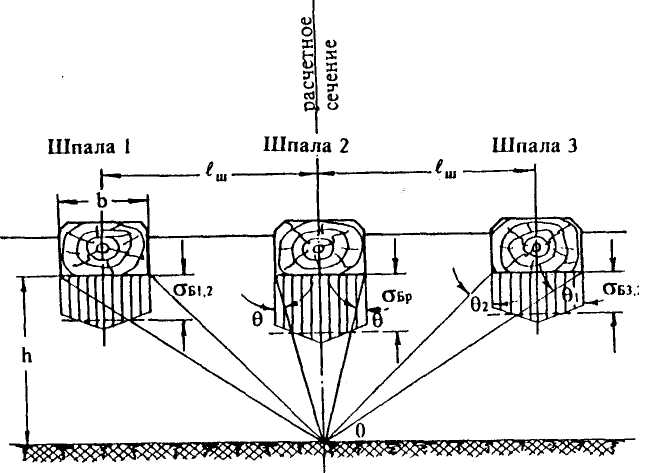 расчетное
сечение
Шпала 1
Шпала 2
Шпала 3
ℓш
ℓш
b
σБ1,2
σБр
σБ3,2
θ
θ
θ2
θ1
h
0